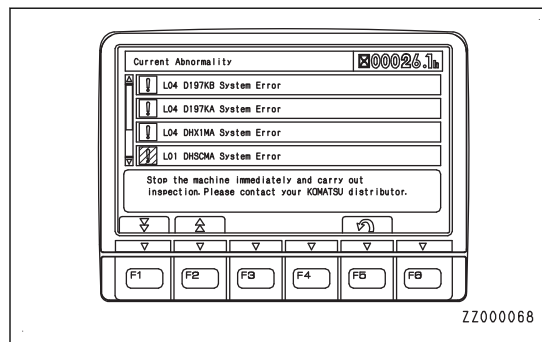 Current Abnormality
00026.1h
L04 D197KB System Error
L04 D197KA System Error
L04 DHX1MA System Error
L01 DHSCMA System Error
Stop the machine immediately and carry out
inspection. Please contact your KOMATSU distributor.
F1 F2 F3 F4 F5 F6
ZZ000068